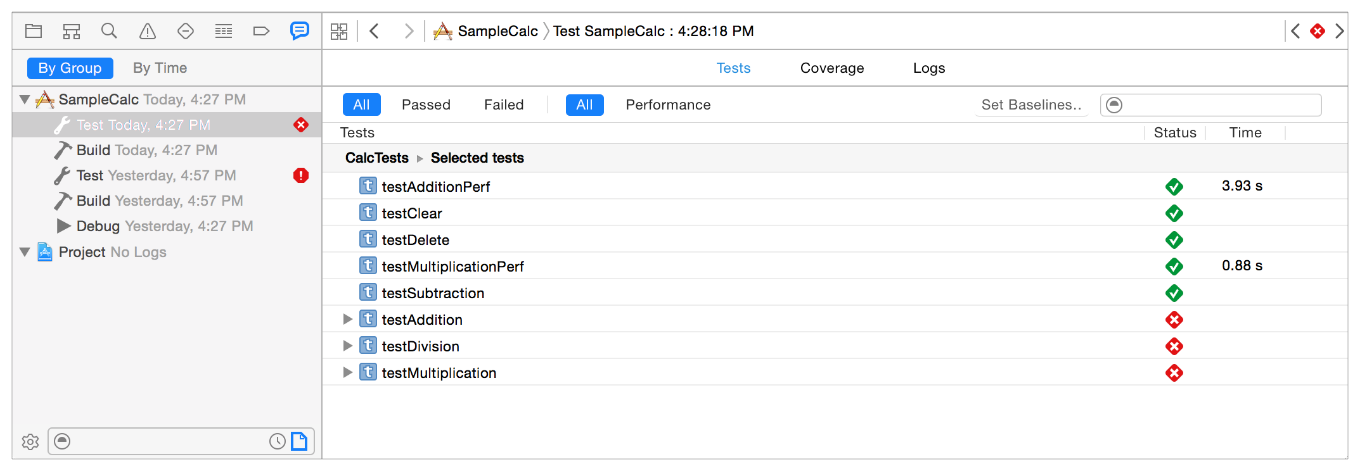 SampleCalc Test SampleCalc : 4:28:18 PM
By Group By Time
Tests Coverage Logs
SampleCalc Today, 4:27 PM
Test Today, 4:27 PM
Build Today, 4:27 PM
Test Yesterday, 4:57 PM
Build Yesterday, 4:57 PM
Debug Yesterday, 4:27 PM
Project No Logs
All Passed Failed All Performance Set Baselines..
Tests Status Time
CalcTests Selected tests
t testAdditionPerf 3.93 s
t testClear
t testDelete
t testMultiplicationPerf 0.88 s
t testSubtraction
t testAddition
t testDivision
t testMultiplication